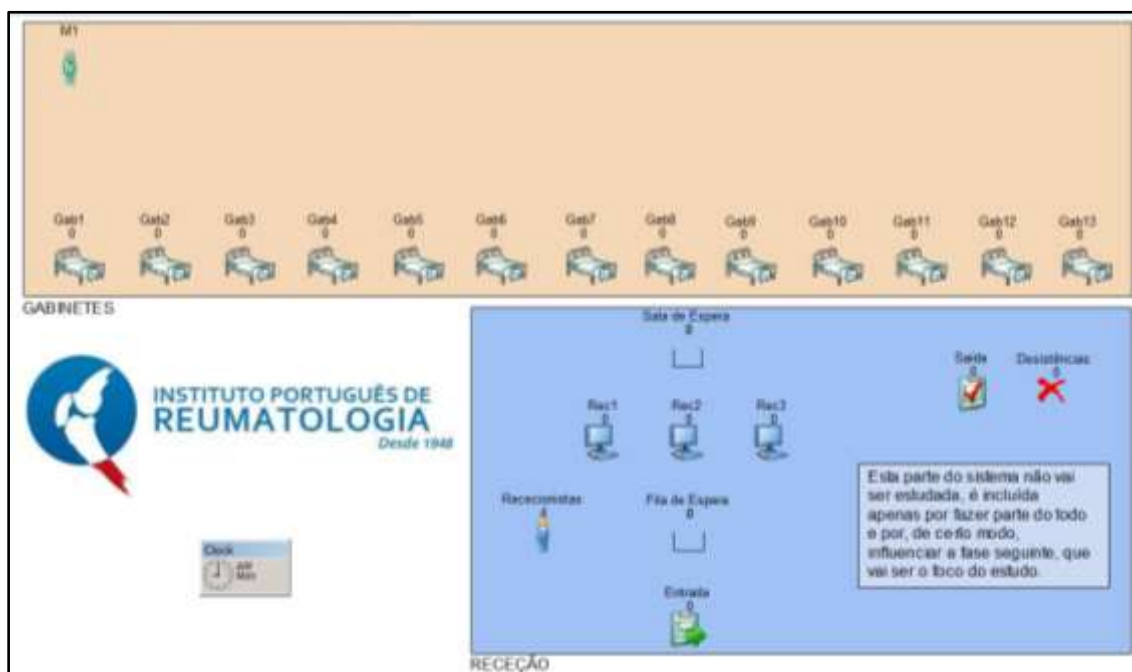 M1
Gab1 Gab2 Gab3 Gab4 Gab5 Gab6 Gab7 Gab8 Gab9 Gab10 Gab11 Gab12 Gab13
0 0 0 0 0 0 0 0 0 0 0 0 0
GABINETES
Sala de Espera
0
Saída Desistências
0 0
INSTITUTO PORTUGUÊS DE
REUMATOLOGIA
Desde 1948
Rec1 Rec2 Rec3
0 0 0
Esta parte do sistema não vai
ser estudada, é incluída
apenas por fazer parte do todo
e por, de certo modo,
influenciar a fase seguinte, que
vai ser o foco do estudo.
Rececionistas Fila de Espera
0
Clock
Entrada
0
RECEÇÃO